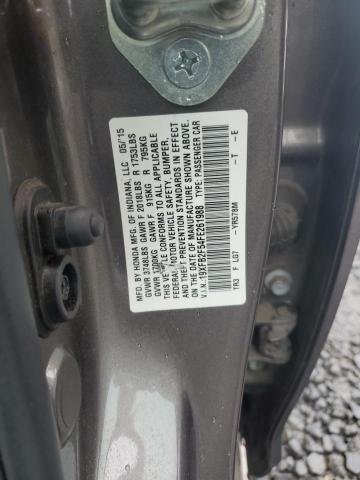 MFD. BY HONDA MFG. OF INDIANA, LLC 05/15
GVWR 3748LBS GAWR F 2018LBS R 1753LBS
GVWR 1700KG GAWR F 915KG R 795KG
THIS VEHICLE CONFORMS TO ALL APPLICABLE
FEDERAL MOTOR VEHICLE SAFETY, BUMPER,
AND THEFT PREVENTION STANDARDS IN EFFECT
ON THE DATE OF MANUFACTURE SHOWN ABOVE.
V.I.N.:19XFB2F54FE261988 TYPE: PASSENGER CAR
TR3 F LG7 —YR578M —T —E